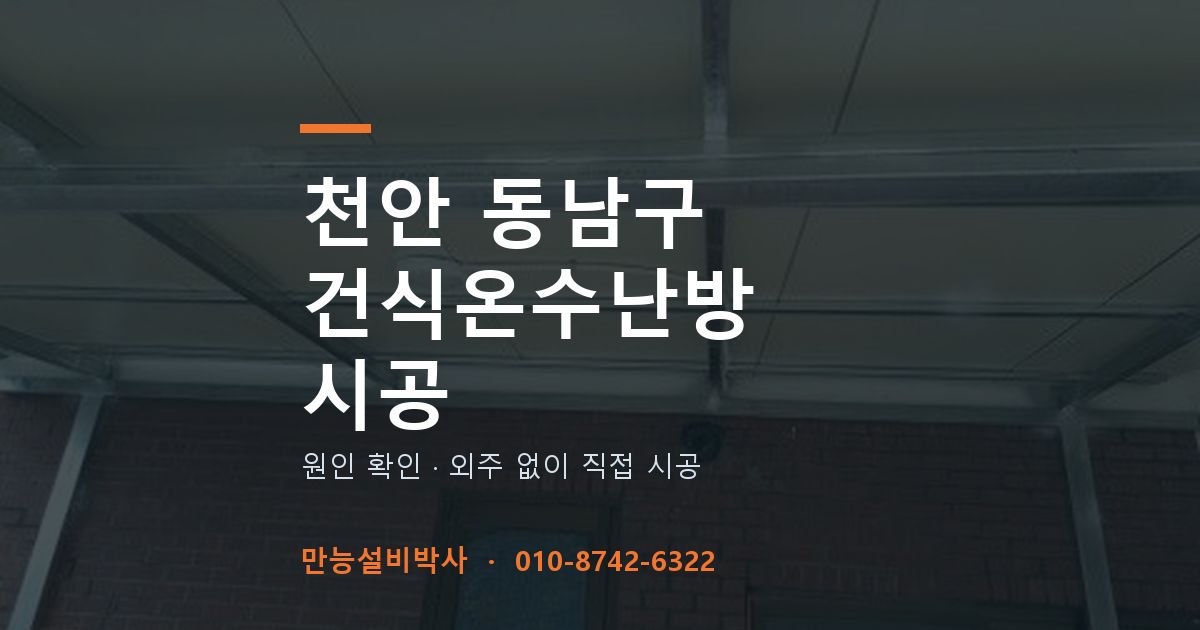 천안 동남구
건식온수난방
시공
원인 확인 · 외주 없이 직접 시공
만능설비박사 · 010-8742-6322